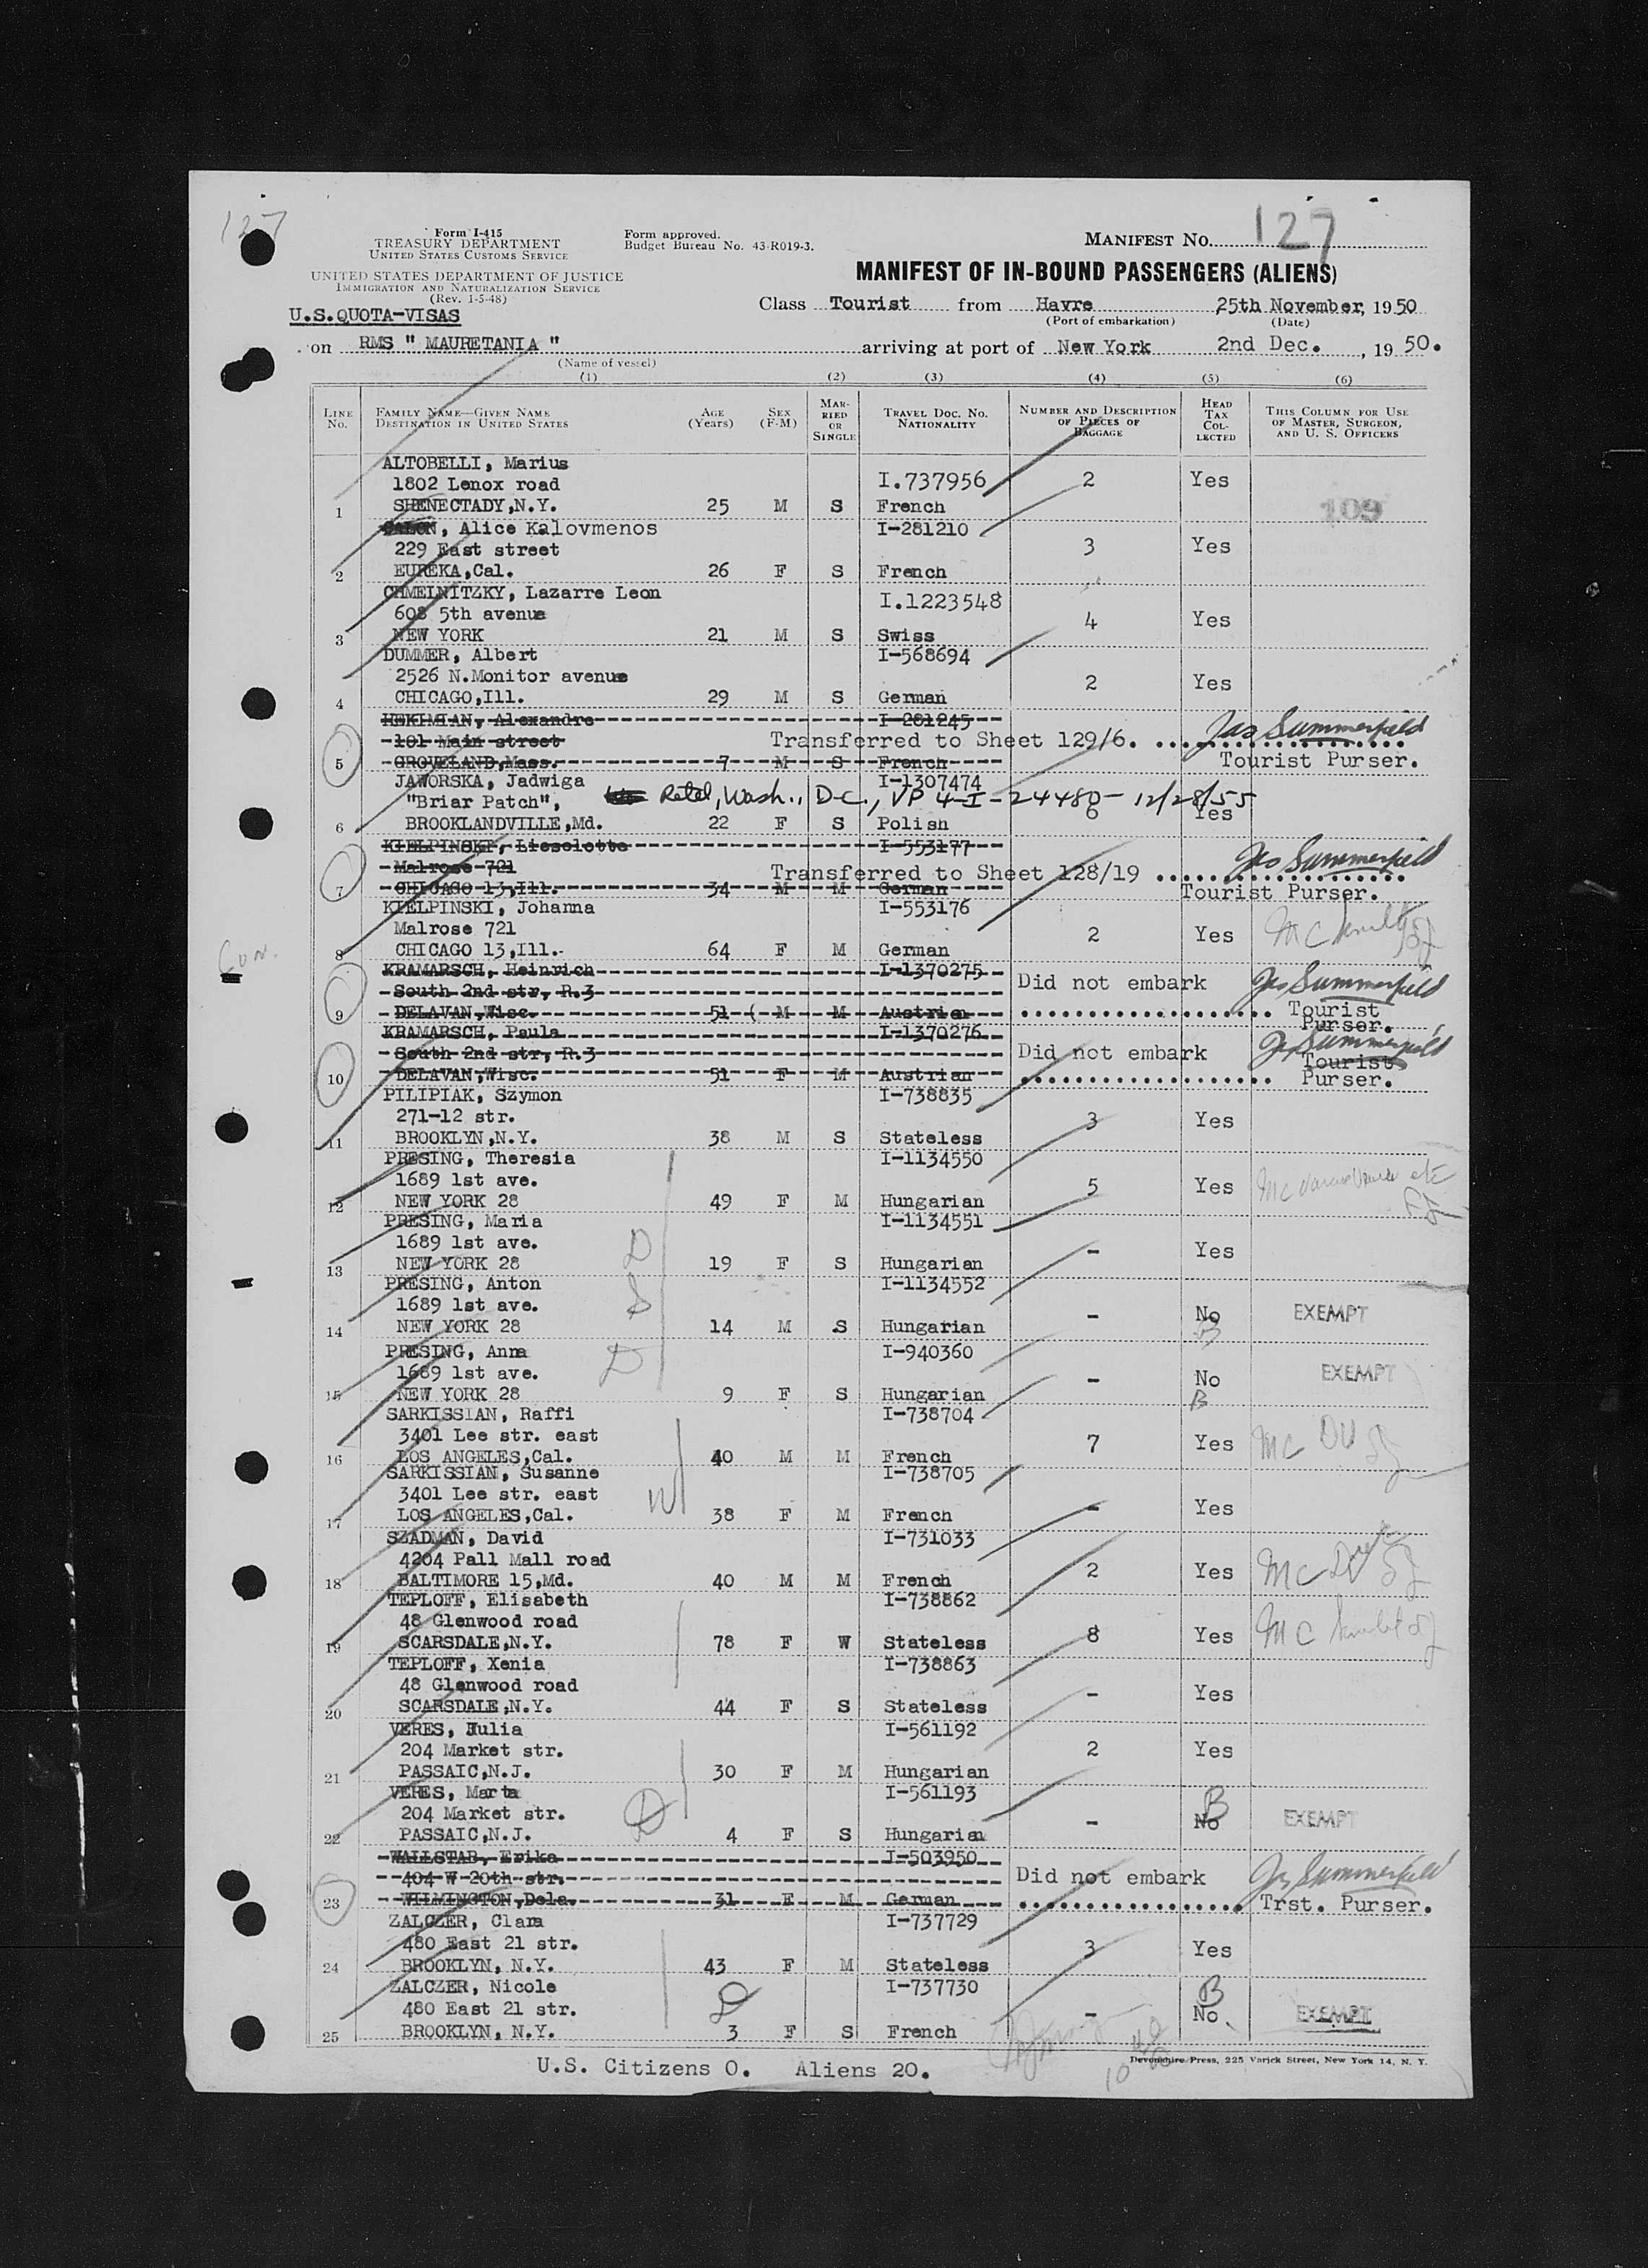 127
Form I-415
TREASURY DEPARTMENT
UNITED STATES CUSTOMS SERVICE
UNITED STATES DEPARTMENT OF JUSTICE
IMMIGRATION AND NATURALIZATION SERVICE
(Rev. 1-5-48)
Form approved.
Budget Bureau No. 43-R019-3.
MANIFEST NO. 127
MANIFEST OF IN-BOUND PASSENGERS (ALIENS)
U.S.QUOTA-VISAS
Class Tourist from Havre 25th November, 1950
(Port of embarkation) (Date)
on RMS " MAURETANIA " arriving at port of New York 2nd Dec. , 19 50.
(Name of vessel)
(1) (2) (3) (4) (5) (6)
LINE No. FAMILY NAME—GIVEN NAME DESTINATION IN UNITED STATES AGE (Years) SEX (F-M) MARRIED OR SINGLE TRAVEL DOC. NO. NATIONALITY NUMBER AND DESCRIPTION OF PIECES OF BAGGAGE HEAD TAX COLLECTED THIS COLUMN FOR USE OF MASTER, SURGEON, AND U. S. OFFICERS
ALTOBELLI, Marius
1802 Lenox road I.737956 2 Yes
1 SHENECTADY,N.Y. 25 M S French 109
CALON, Alice Kalovmenos I-281210
229 East street 3 Yes
2 EUREKA,Cal. 26 F S French
CHMELNITZKY, Lazarre Leon I.1223548
608 5th avenue 4 Yes
3 NEW YORK 21 M S Swiss
DUMMER, Albert I-568694
2526 N.Monitor avenue 2 Yes
4 CHICAGO,Ill. 29 M S German
HEKIMIAN, Alexandre I-281245
101 Main street Transferred to Sheet 129/6. Jas Summerfield
5 GROVELAND,Mass. 7 M S French Tourist Purser.
JAWORSKA, Jadwiga I-1307474
"Briar Patch", Retd, Wash., D.C., VP 4-I-24480- 12/28/55
6 BROOKLANDVILLE,Md. 22 F S Polish 6 Yes
KIELPINSKI, Lieselotte I-553177
Malrose 721 Transferred to Sheet 128/19 Jas Summerfield
7 CHICAGO 13,Ill. 34 M M German Tourist Purser.
KIELPINSKI, Johanna I-553176
Malrose 721 2 Yes MC
8 CHICAGO 13,Ill. 64 F M German
KRAMARSCH, Heinrich I-1370275
South 2nd str, R.3 Did not embark Jas Summerfield
9 DELAVAN,Wisc. 51 M M Austrian Tourist Purser.
KRAMARSCH, Paula I-1370276
South 2nd str, R.3 Did not embark Jas Summerfield
10 DELAVAN,Wisc. 51 F M Austrian Tourist Purser.
PILIPIAK, Szymon I-738835
271-12 str. 3 Yes
11 BROOKLYN,N.Y. 38 M S Stateless
PRESING, Theresia I-1134550
1689 1st ave. 5 Yes MC
12 NEW YORK 28 49 F M Hungarian
PRESING, Maria I-1134551
1689 1st ave. - Yes
13 NEW YORK 28 D 19 F S Hungarian
PRESING, Anton I-1134552
1689 1st ave. S - No EXEMPT
14 NEW YORK 28 14 M S Hungarian B
PRESING, Anna I-940360
1689 1st ave. D - No EXEMPT
15 NEW YORK 28 9 F S Hungarian B
SARKISSIAN, Raffi I-738704
3401 Lee str. east 7 Yes MC
16 LOS ANGELES,Cal. 40 M M French
SARKISSIAN, Susanne I-738705
3401 Lee str. east W - Yes
17 LOS ANGELES,Cal. 38 F M French
SZADMAN, David I-731033
4204 Pall Mall road 2 Yes MC
18 BALTIMORE 15,Md. 40 M M French
TEPLOFF, Elisabeth I-738862
48 Glenwood road 8 Yes MC
19 SCARSDALE,N.Y. 78 F W Stateless
TEPLOFF, Xenia I-738863
48 Glenwood road - Yes
20 SCARSDALE,N.Y. 44 F S Stateless
VERES, Julia I-561192
204 Market str. 2 Yes
21 PASSAIC,N.J. 30 F M Hungarian
VERES, Marta I-561193 B
204 Market str. D - No EXEMPT
22 PASSAIC,N.J. 4 F S Hungarian
WALLSTAB, Erika I-503950
404 W 20th str. Did not embark Jas Summerfield
23 WILMINGTON,Dela. 31 F M German Trst. Purser.
ZALCZER, Clara I-737729
480 East 21 str. 3 Yes
24 BROOKLYN, N.Y. 43 F M Stateless
ZALCZER, Nicole I-737730 B
480 East 21 str. D - No. EXEMPT
25 BROOKLYN, N.Y. 3 F S French
Devonshire Press, 225 Varick Street, New York 14, N. Y.
U.S. Citizens 0. Aliens 20.